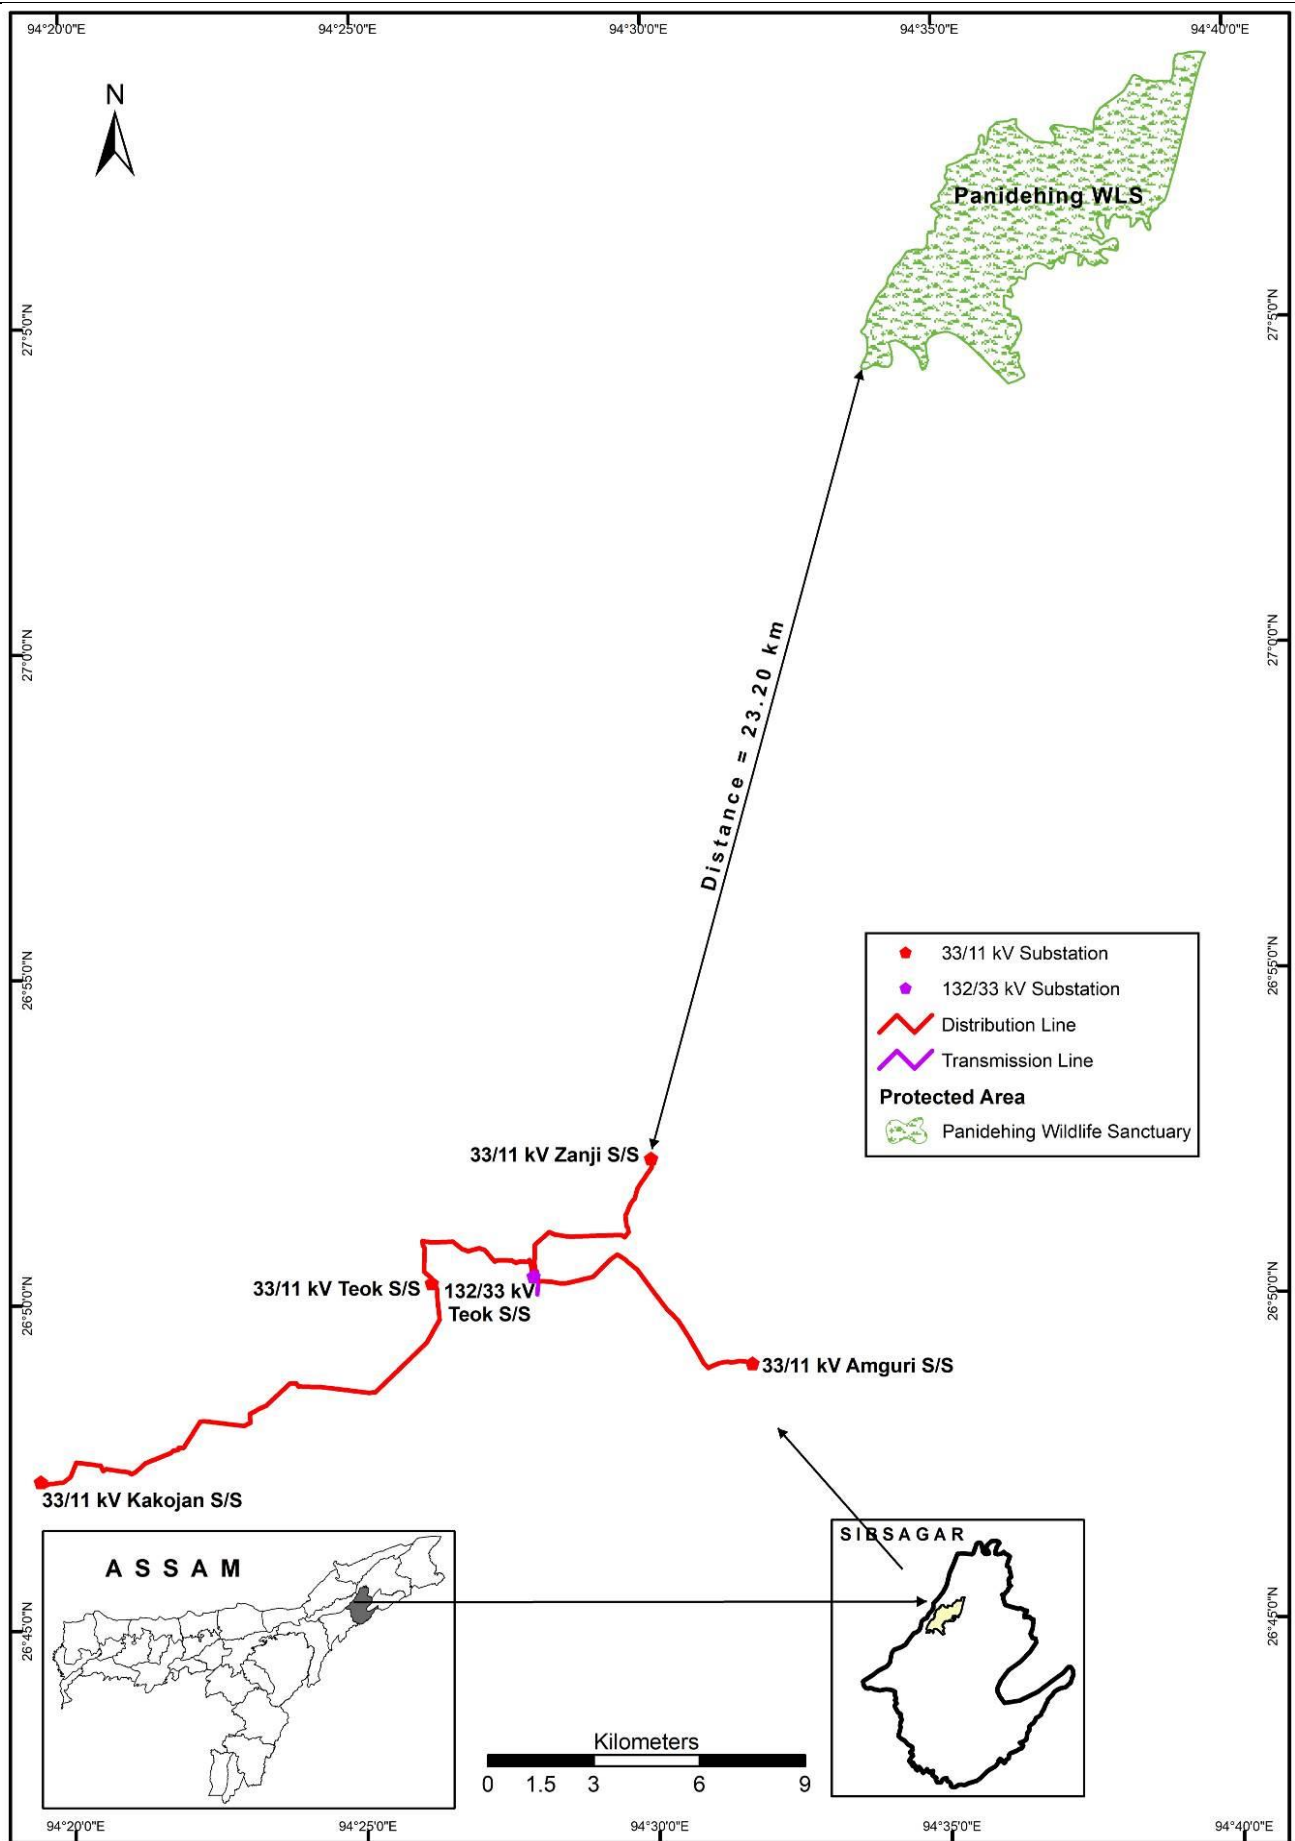 94°20'0"E 94°25'0"E 94°30'0"E 94°35'0"E 94°40'0"E
N
Panidehing WLS
27°5'0"N 27°5'0"N
27°0'0"N 27°0'0"N
Distance = 23.20 km
26°55'0"N 26°55'0"N
33/11 kV Substation
132/33 kV Substation
Distribution Line
Transmission Line
Protected Area
Panidehing Wildlife Sanctuary
33/11 kV Zanji S/S
33/11 kV Teok S/S
132/33 kV
Teok S/S
26°50'0"N 26°50'0"N
33/11 kV Amguri S/S
33/11 kV Kakojan S/S
ASSAM
SIBSAGAR
26°45'0"N 26°45'0"N
Kilometers
0 1.5 3 6 9
94°20'0"E 94°25'0"E 94°30'0"E 94°35'0"E 94°40'0"E